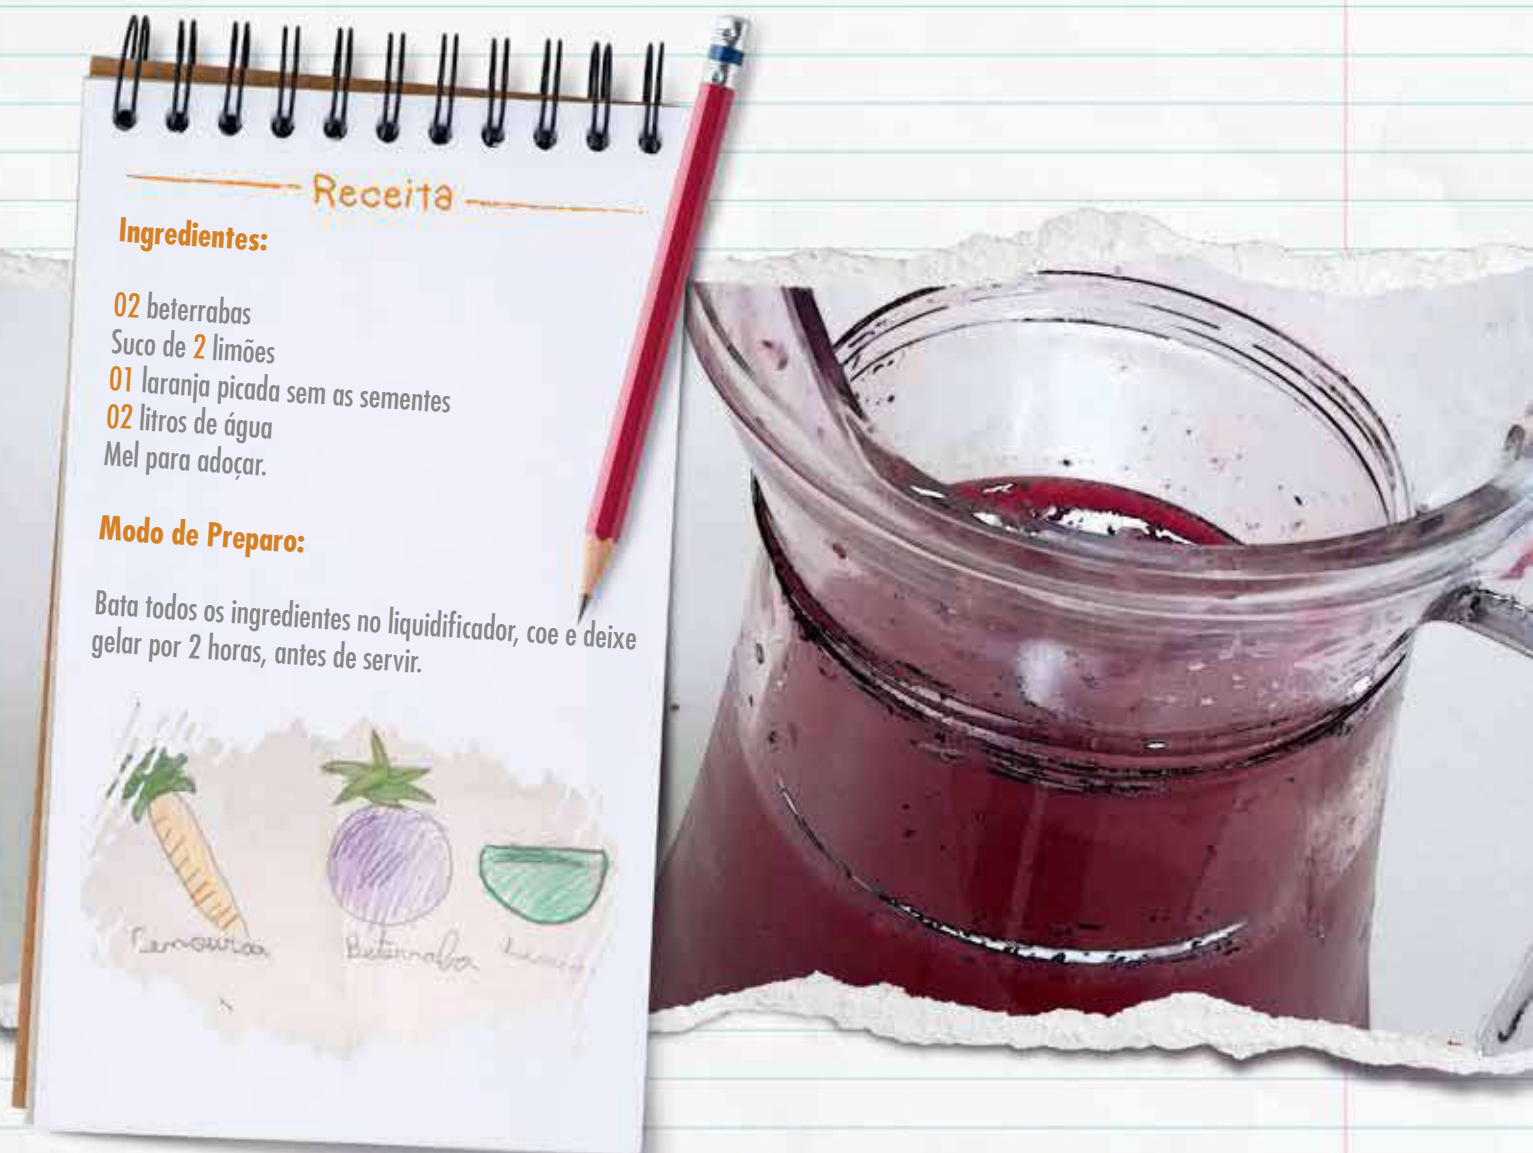 Receita
Ingredientes:
02 beterrabas
Suco de 2 limões
01 laranja picada sem as sementes
02 litros de água
Mel para adoçar.
Modo de Preparo:
Bata todos os ingredientes no liquidificador, coe e deixe
gelar por 2 horas, antes de servir.
Cenoura Beterraba